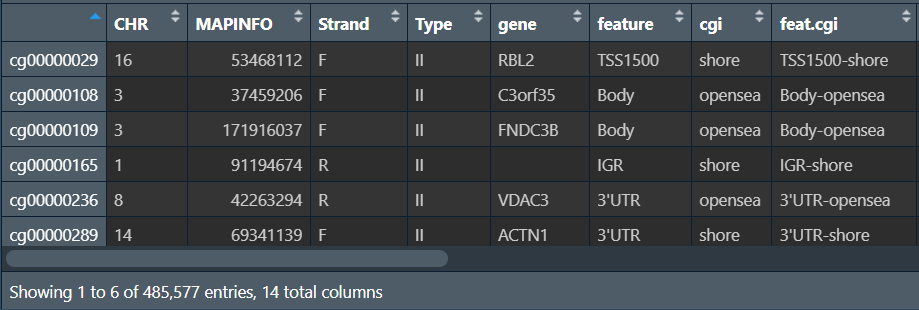 CHR MAPINFO Strand Type gene feature cgi feat.cgi
cg00000029 16 53468112 F II RBL2 TSS1500 shore TSS1500-shore
cg00000108 3 37459206 F II C3orf35 Body opensea Body-opensea
cg00000109 3 171916037 F II FNDC3B Body opensea Body-opensea
cg00000165 1 91194674 R II IGR shore IGR-shore
cg00000236 8 42263294 R II VDAC3 3'UTR opensea 3'UTR-opensea
cg00000289 14 69341139 F II ACTN1 3'UTR shore 3'UTR-shore
Showing 1 to 6 of 485,577 entries, 14 total columns